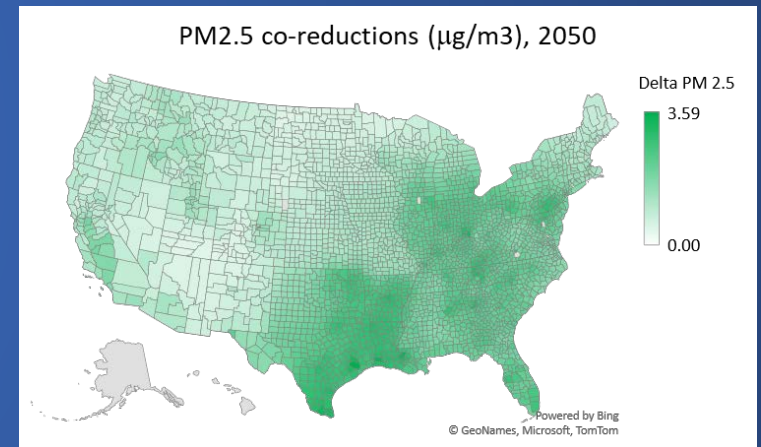 PM2.5 co-reductions (μg/m3), 2050
Delta PM 2.5
3.59
0.00
Powered by Bing
© GeoNames, Microsoft, TomTom